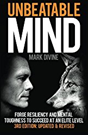 UNBEATABLE
MIND
MARK DIVINE
FORGE RESILIENCY AND MENTAL
TOUGHNESS TO SUCCEED AT AN ELITE LEVEL
3RD EDITION: UPDATED & REVISED